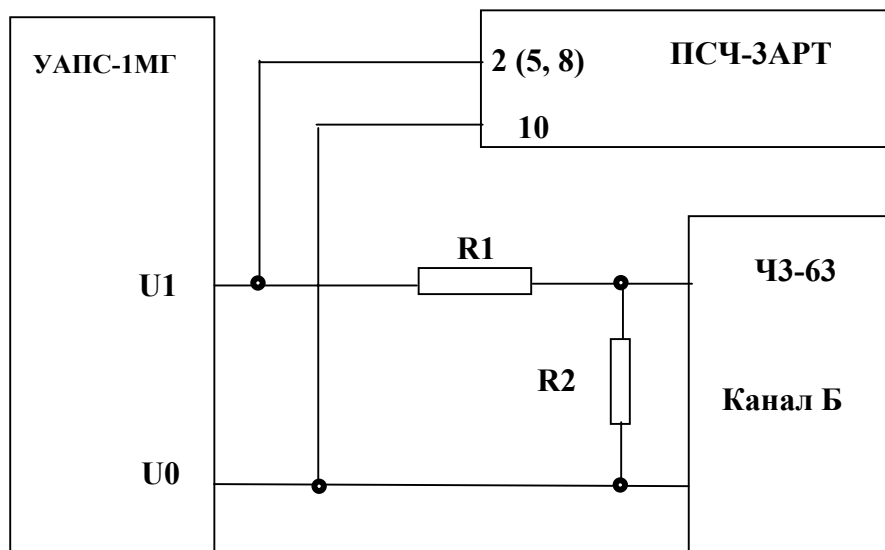 УАПС-1МГ
2 (5, 8)
ПСЧ-3АРТ
10
U1
R1
Ч3-63
R2
Канал Б
U0